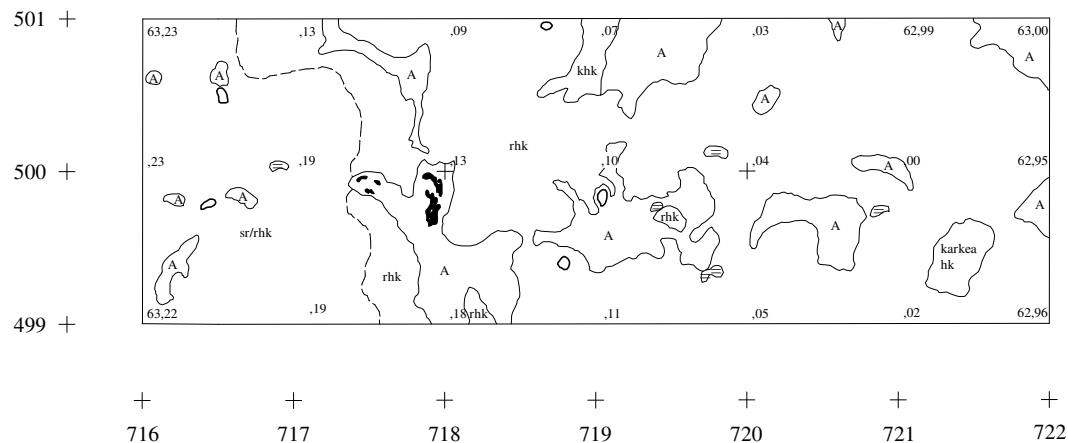 501
63,23 ,13 ,09 ,07 ,03 62,99 63,00
A
A A A
A A khk
A
rhk
500 ,23 ,19 ,13 ,10 ,04 ,00 62,95
A
A A A
rhk
sr/rhk A A
karkea
hk
A rhk A
499 63,22 ,19 ,18 rhk ,11 ,05 ,02 62,96
716 717 718 719 720 721 722